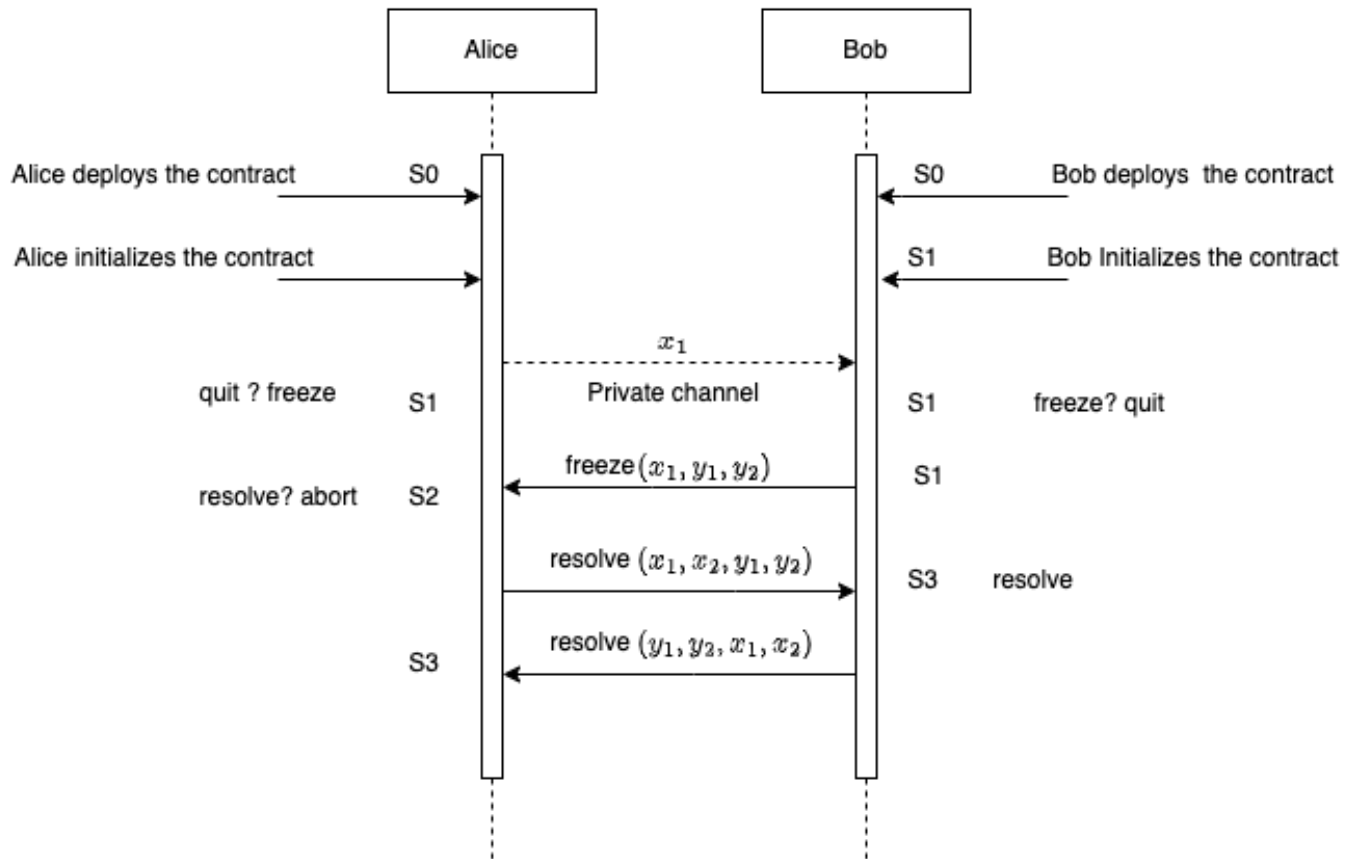 Alice
Bob
Alice deploys the contract
S0
S0
Bob deploys the contract
Alice initializes the contract
S1
Bob Initializes the contract
x₁
quit ? freeze
S1
Private channel
S1
freeze? quit
freeze(x₁, y₁, y₂)
S1
resolve? abort
S2
resolve (x₁, x₂, y₁, y₂)
S3
resolve
resolve (y₁, y₂, x₁, x₂)
S3